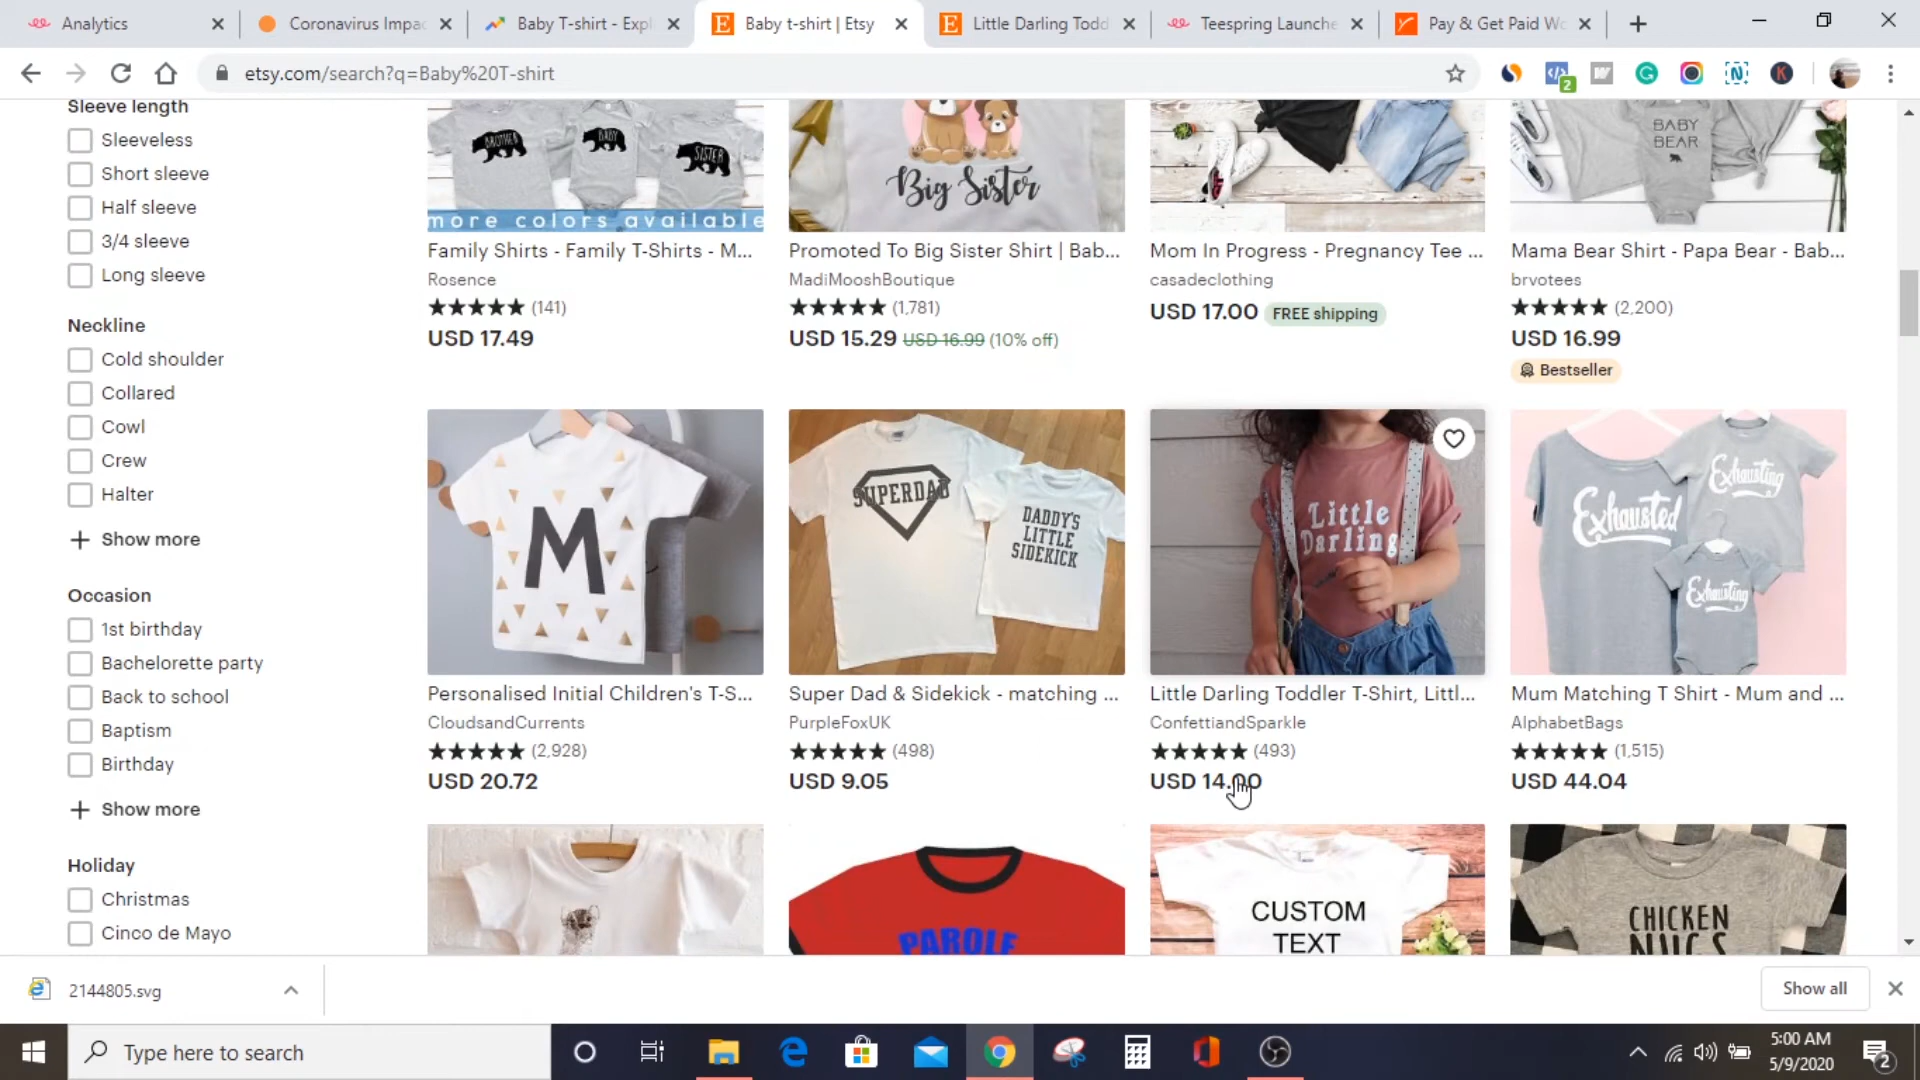 Analytics
Coronavirus Impac
Baby T-shirt - Expl
Baby t-shirt | Etsy
Little Darling Todd
Teespring Launche
Pay & Get Paid Wo
etsy.com/search?q=Baby%20T-shirt
2
Sleeve length
Sleeveless
Short sleeve
Half sleeve
3/4 sleeve
Long sleeve
Neckline
Cold shoulder
Collared
Cowl
Crew
Halter
Show more
Occasion
1st birthday
Bachelorette party
Back to school
Baptism
Birthday
Show more
Holiday
Christmas
Cinco de Mayo
BROTHER
BABY
SISTER
more colors available
Family Shirts - Family T-Shirts - M...
Rosence
(141)
USD 17.49
Big Sister
Promoted To Big Sister Shirt | Bab...
MadiMooshBoutique
(1,781)
USD 15.29 USD 16.99 (10% off)
Mom In Progress - Pregnancy Tee ...
casadeclothing
USD 17.00 FREE shipping
BABY
BEAR
Mama Bear Shirt - Papa Bear - Bab...
brvotees
(2,200)
USD 16.99
Bestseller
M
Personalised Initial Children's T-S...
CloudsandCurrents
(2,928)
USD 20.72
SUPERDAD
DADDY'S
LITTLE
SIDEKICK
Super Dad & Sidekick - matching ...
PurpleFoxUK
(498)
USD 9.05
Little
Darling
Little Darling Toddler T-Shirt, Littl...
ConfettiandSparkle
(493)
USD 14.00
Exhausted
Exhausting
Exhausting
Mum Matching T Shirt - Mum and ...
AlphabetBags
(1,515)
USD 44.04
PAROLE
CUSTOM
TEXT
CHICKEN
NUGS
2144805.svg
Show all
Type here to search
5:00 AM
5/9/2020
2